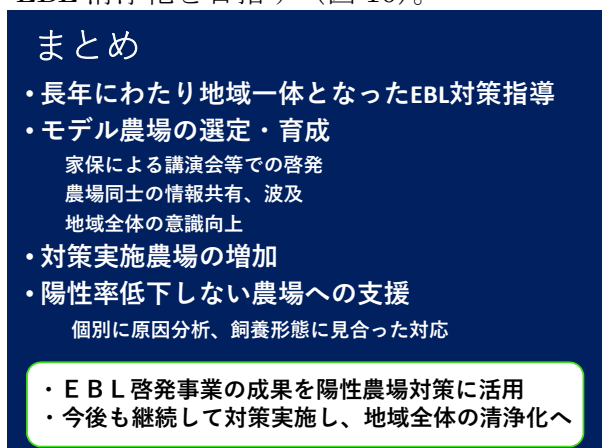 まとめ
・長年にわたり地域一体となったEBL対策指導
・モデル農場の選定・育成
家保による講演会等での啓発
農場同士の情報共有、波及
地域全体の意識向上
・対策実施農場の増加
・陽性率低下しない農場への支援
個別に原因分析、飼養形態に見合った対応
・ＥＢＬ啓発事業の成果を陽性農場対策に活用
・今後も継続して対策実施し、地域全体の清浄化へ